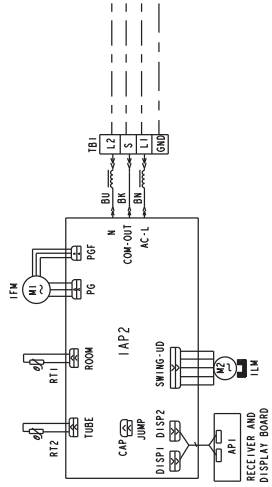 TB1
L2
S
L1
GND
BU
BK
BN
N
COM-OUT
AC-L
IFM
M1
PGF
PG
RT1
ROOM
RT2
TUBE
IAP2
CAP
JUMP
SWING-UD
M2
ILM
DISP1 DISP2
AP1
RECEIVER AND
DISPLAY BOARD